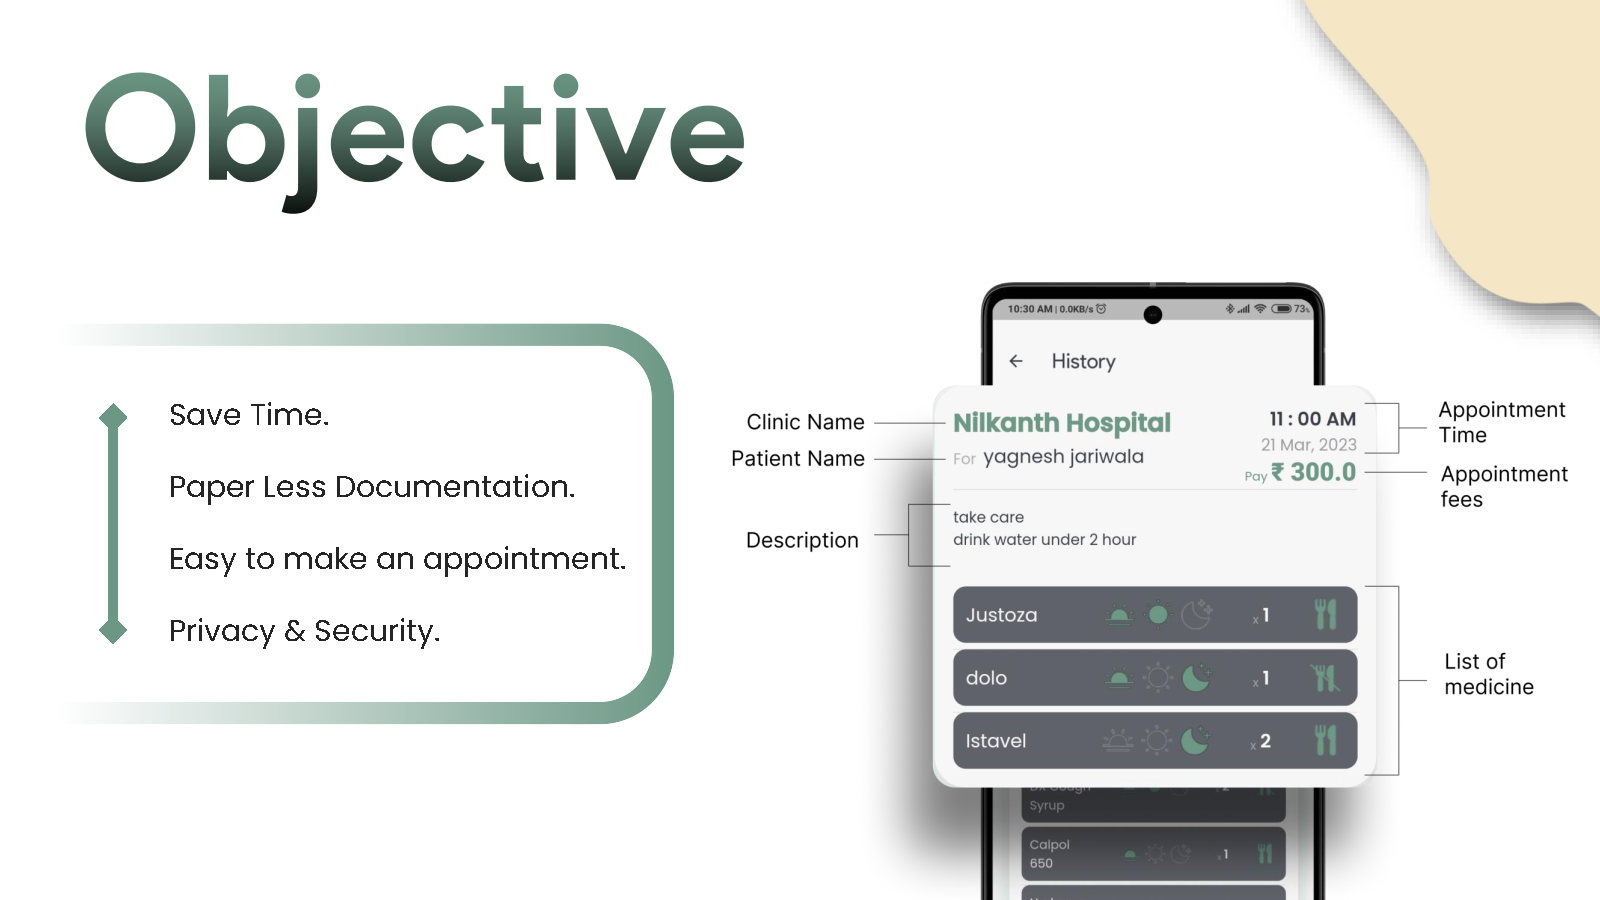 Objective
Save Time.
Paper Less Documentation.
Easy to make an appointment.
Privacy & Security.
10:30 AM | 0.0KB/s
73%
History
Clinic Name
Patient Name
Description
Nilkanth Hospital
For yagnesh jariwala
11 : 00 AM
21 Mar, 2023
Pay ₹ 300.0
take care
drink water under 2 hour
Justoza x 1
dolo x 1
Istavel x 2
Syrup
Calpol
650
x 1
Appointment
Time
Appointment
fees
List of
medicine